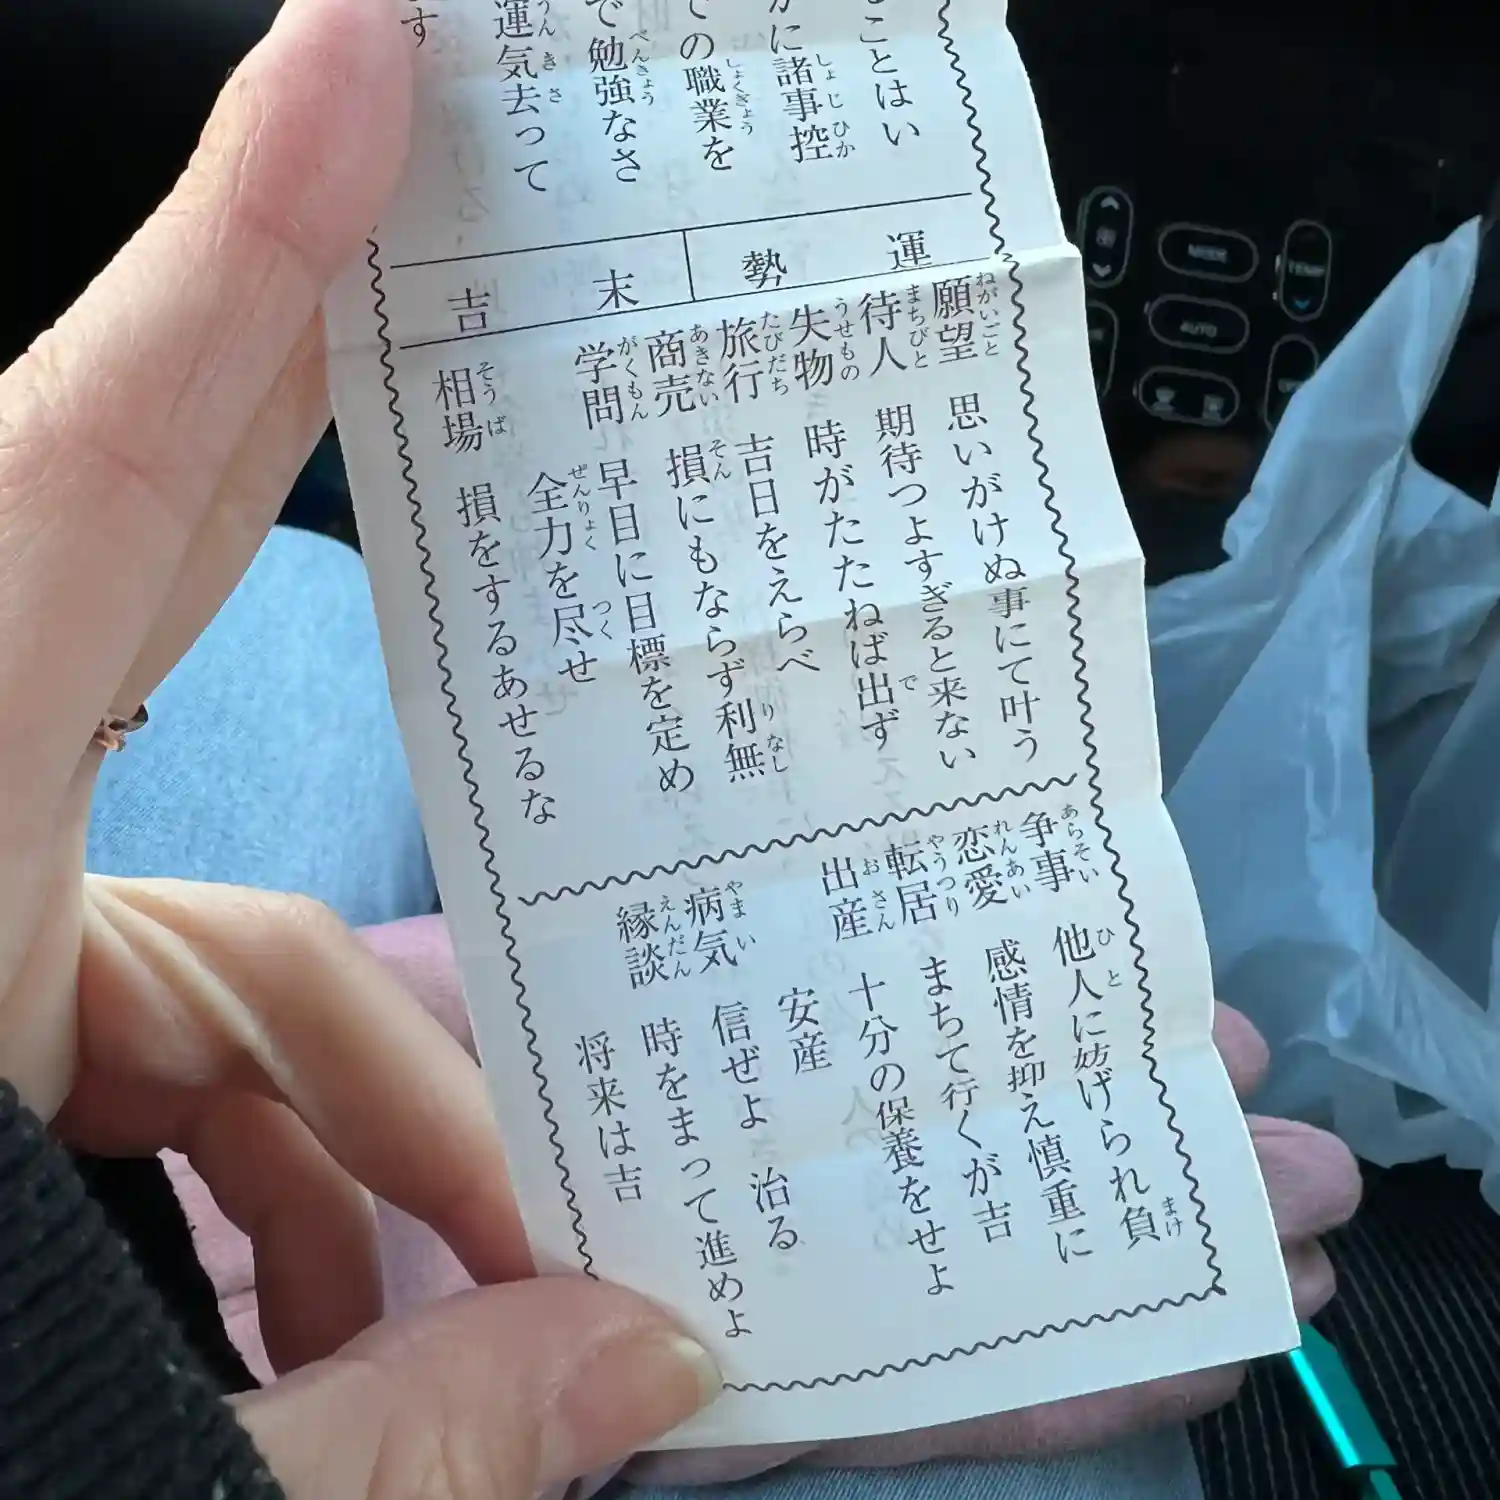 ことはい
に諸事控
での職業を
で勉強なさ
運気去って
す
運勢 末吉
願望 思いがけぬ事にて叶う
待人 期待つよすぎると来ない
失物 時がたたねば出ず
旅行 吉日をえらべ
商売 損にもならず利無
学問 早目に目標を定め
全力を尽せ
相場 損をするあせるな
争事 他人に妨げられ負
恋愛 感情を抑え慎重に
転居 まちて行くが吉
出産 十分の保養をせよ
安産
病気 信ぜよ 治る
縁談 時をまって進めよ
将来は吉
MODE
TEMP
AUTO